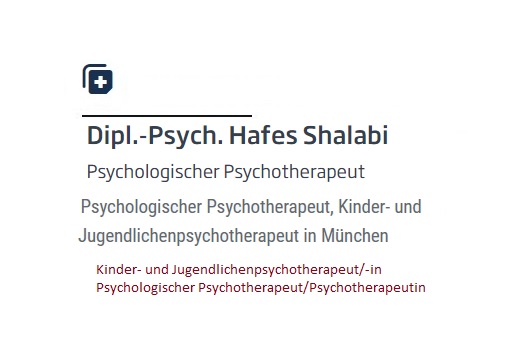 Dipl.-Psych. Hafes Shalabi
Psychologischer Psychotherapeut
Psychologischer Psychotherapeut, Kinder- und
Jugendlichenpsychotherapeut in München
Kinder- und Jugendlichenpsychotherapeut/-in
Psychologischer Psychotherapeut/Psychotherapeutin